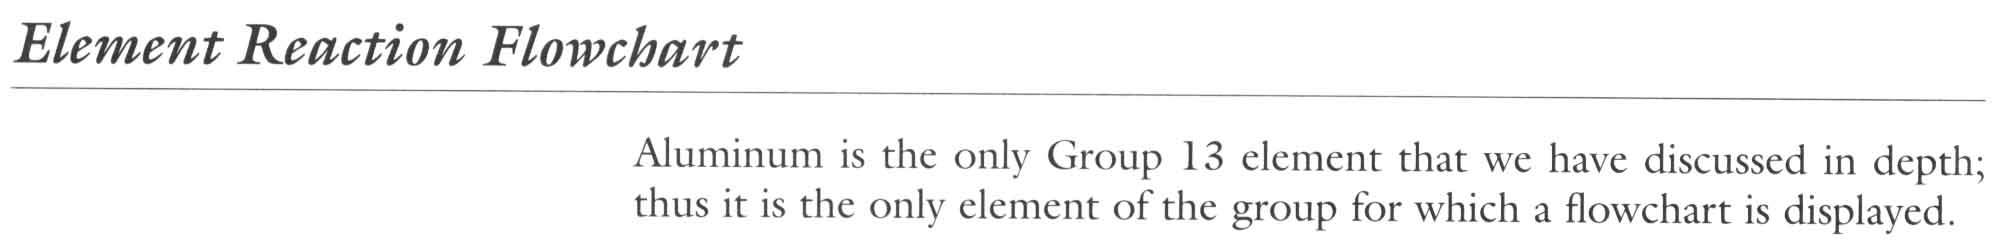 Element Reaction Flowchart
Aluminum is the only Group 13 element that we have discussed in depth;
thus it is the only element of the group for which a flowchart is displayed.